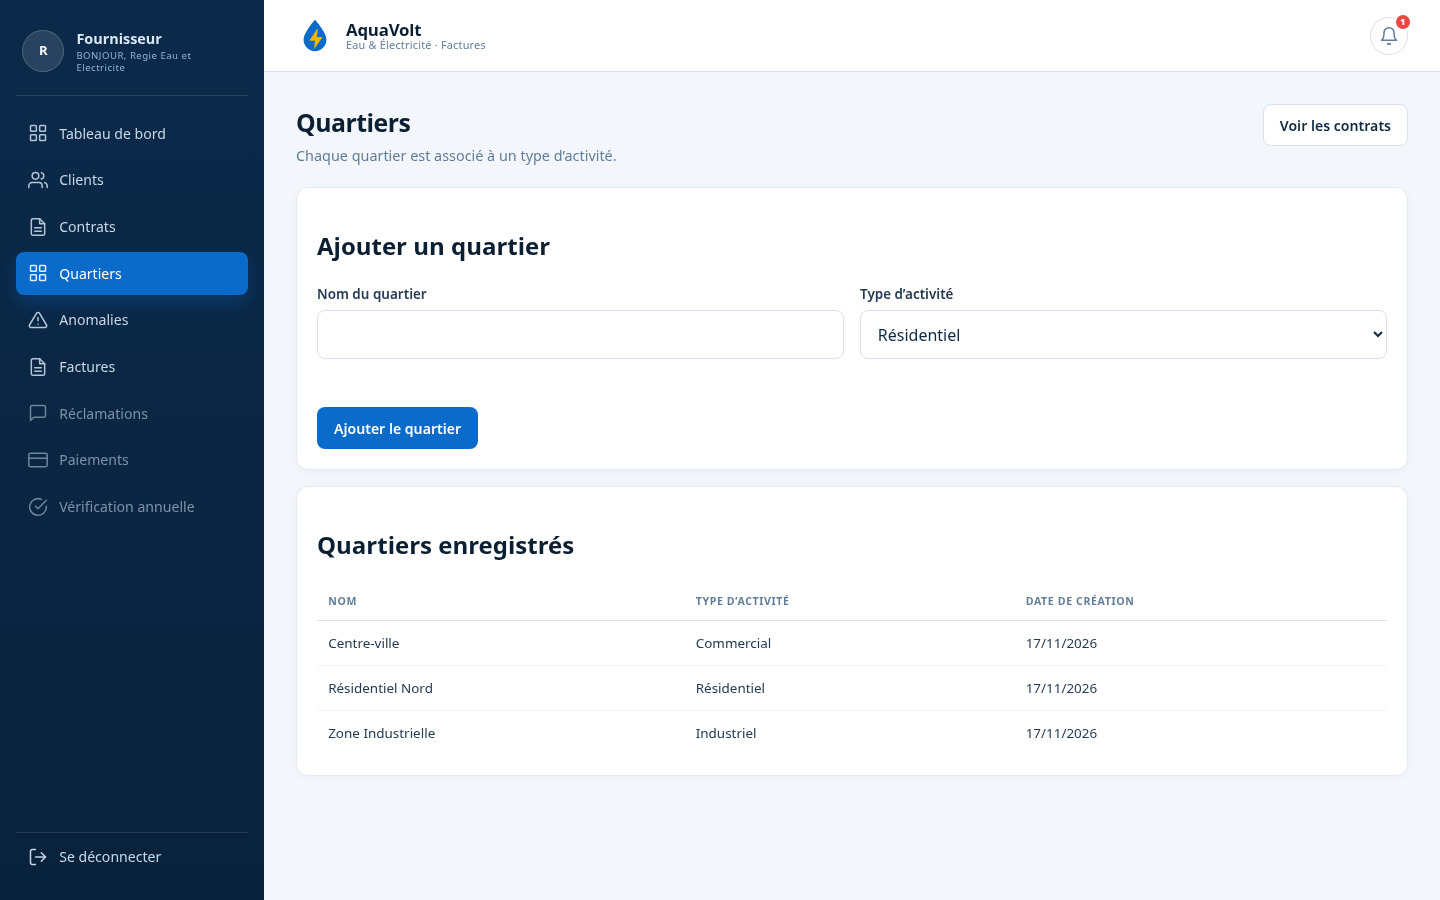 R
Fournisseur
BONJOUR, Regie Eau et
Electricite
Tableau de bord
Clients
Contrats
Quartiers
Anomalies
Factures
Réclamations
Paiements
Vérification annuelle
Se déconnecter
AquaVolt
Eau & Électricité · Factures
1
Quartiers
Chaque quartier est associé à un type d’activité.
Voir les contrats
Ajouter un quartier
Nom du quartier
Type d’activité
Résidentiel
Ajouter le quartier
Quartiers enregistrés
NOM TYPE D’ACTIVITÉ DATE DE CRÉATION
Centre-ville Commercial 17/11/2026
Résidentiel Nord Résidentiel 17/11/2026
Zone Industrielle Industriel 17/11/2026